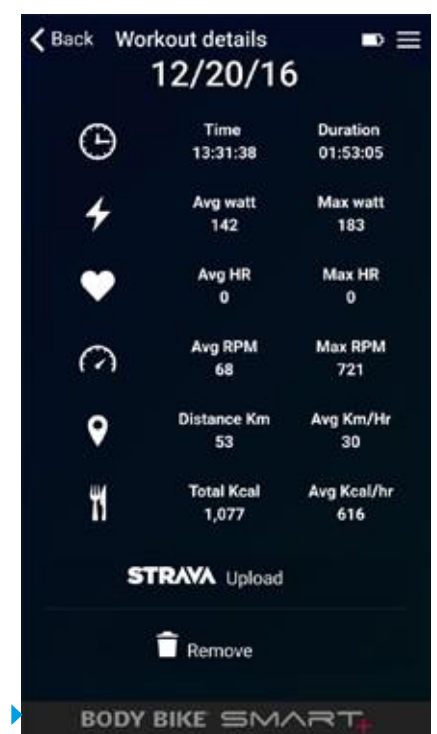 Back Workout details
12/20/16
Time Duration
13:31:38 01:53:05
Avg watt Max watt
142 183
Avg HR Max HR
0 0
Avg RPM Max RPM
68 721
Distance Km Avg Km/Hr
53 30
Total Kcal Avg Kcal/hr
1,077 616
STRAVA Upload
Remove
BODY BIKE SMART+